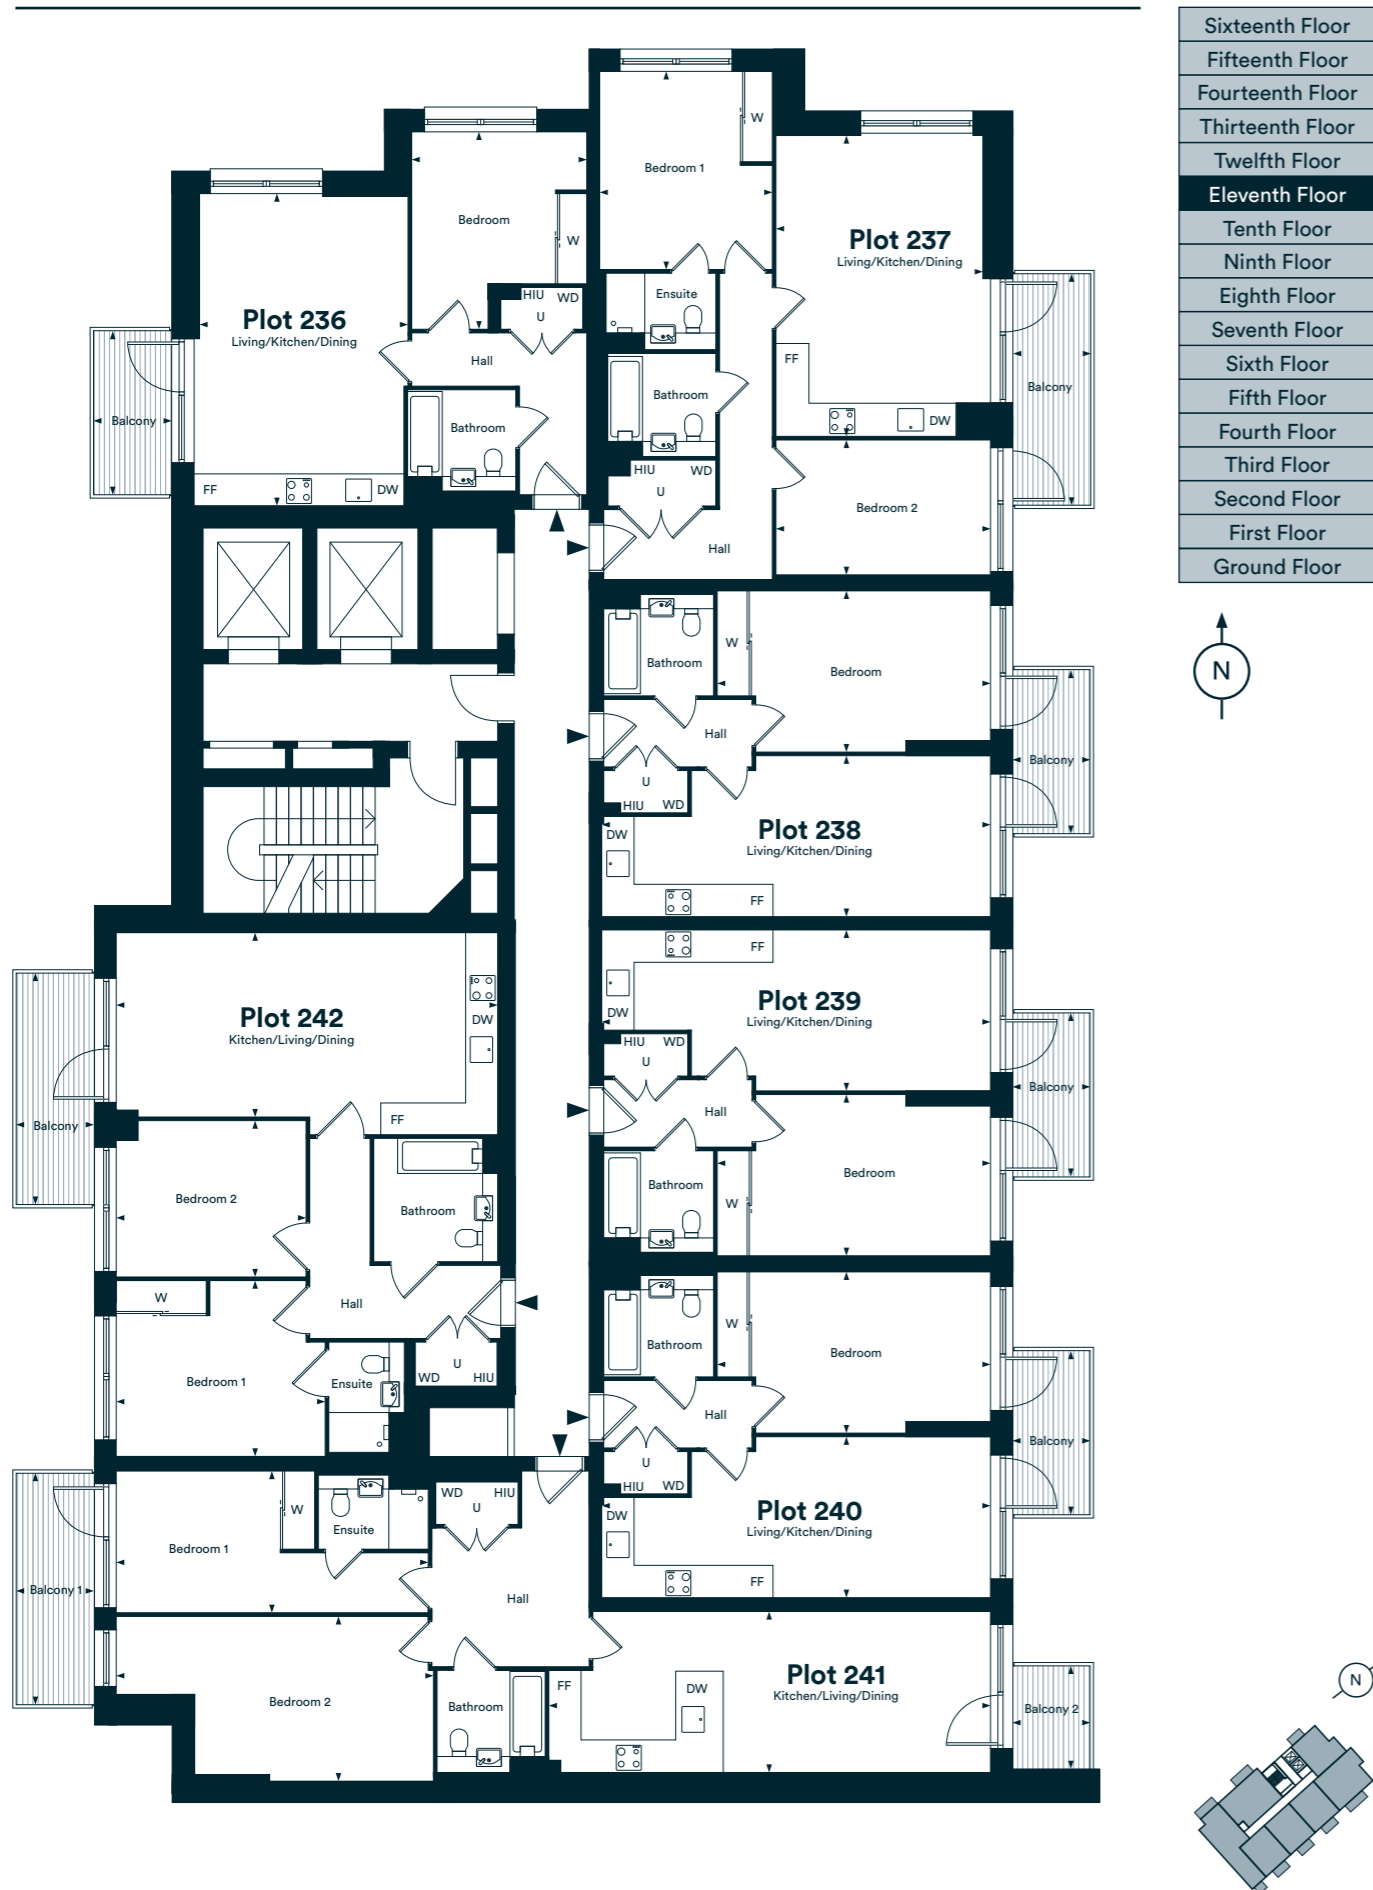 Sixteenth Floor
Fifteenth Floor
Fourteenth Floor
Thirteenth Floor
Twelfth Floor
Eleventh Floor
Tenth Floor
Ninth Floor
Eighth Floor
Seventh Floor
Sixth Floor
Fifth Floor
Fourth Floor
Third Floor
Second Floor
First Floor
Ground Floor
N
Plot 236
Living/Kitchen/Dining
Balcony
Bedroom
W
HIU WD
U
Hall
Bathroom
FF
DW
Plot 237
Living/Kitchen/Dining
Bedroom 1
W
Ensuite
Bathroom
HIU WD
U
Hall
FF
DW
Bedroom 2
Balcony
Bathroom
W
Bedroom
Hall
U
HIU WD
DW
Plot 238
Living/Kitchen/Dining
FF
Balcony
FF
Plot 239
Living/Kitchen/Dining
DW
HIU WD
U
Hall
Bathroom
W
Bedroom
Balcony
Plot 242
Kitchen/Living/Dining
DW
FF
Balcony
Bedroom 2
Bathroom
W
Hall
Bedroom 1
Ensuite
U
WD HIU
Bathroom
W
Bedroom
Hall
U
HIU WD
DW
Plot 240
Living/Kitchen/Dining
FF
Balcony
Balcony 1
Bedroom 1
W
Ensuite
WD HIU
U
Hall
Bedroom 2
Bathroom
FF
DW
Plot 241
Kitchen/Living/Dining
Balcony 2
N